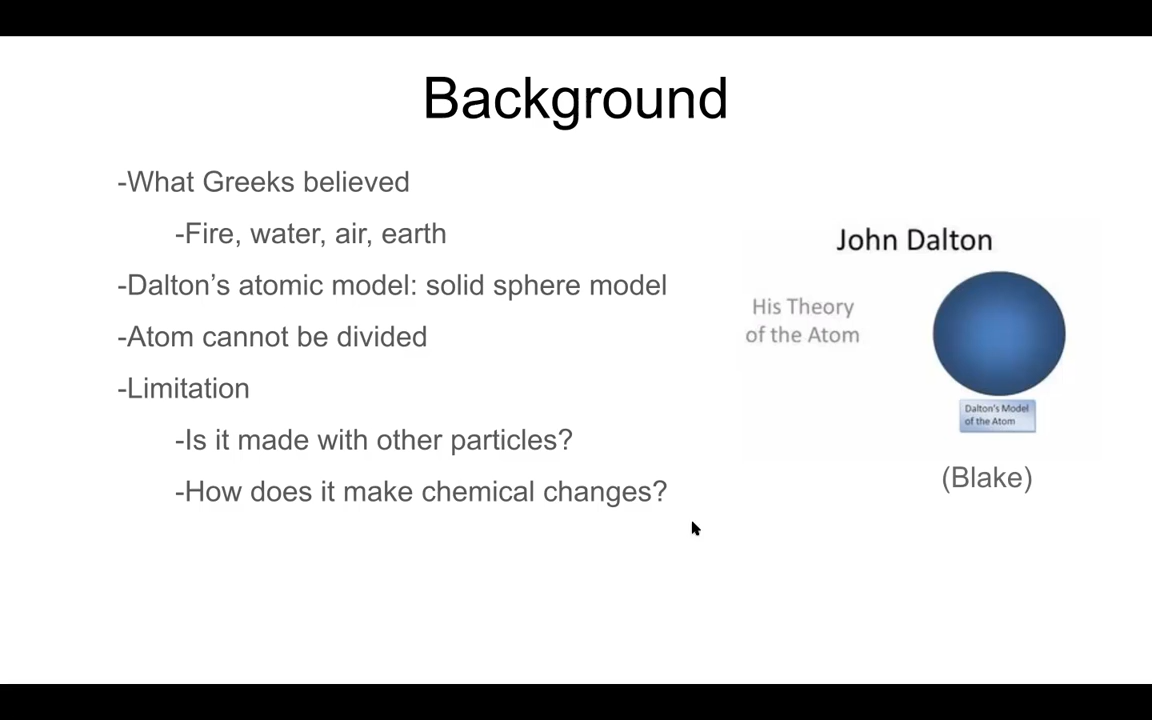 Background
-What Greeks believed
-Fire, water, air, earth
-Dalton’s atomic model: solid sphere model
-Atom cannot be divided
-Limitation
-Is it made with other particles?
-How does it make chemical changes?
John Dalton
His Theory
of the Atom
Dalton's Model
of the Atom
(Blake)